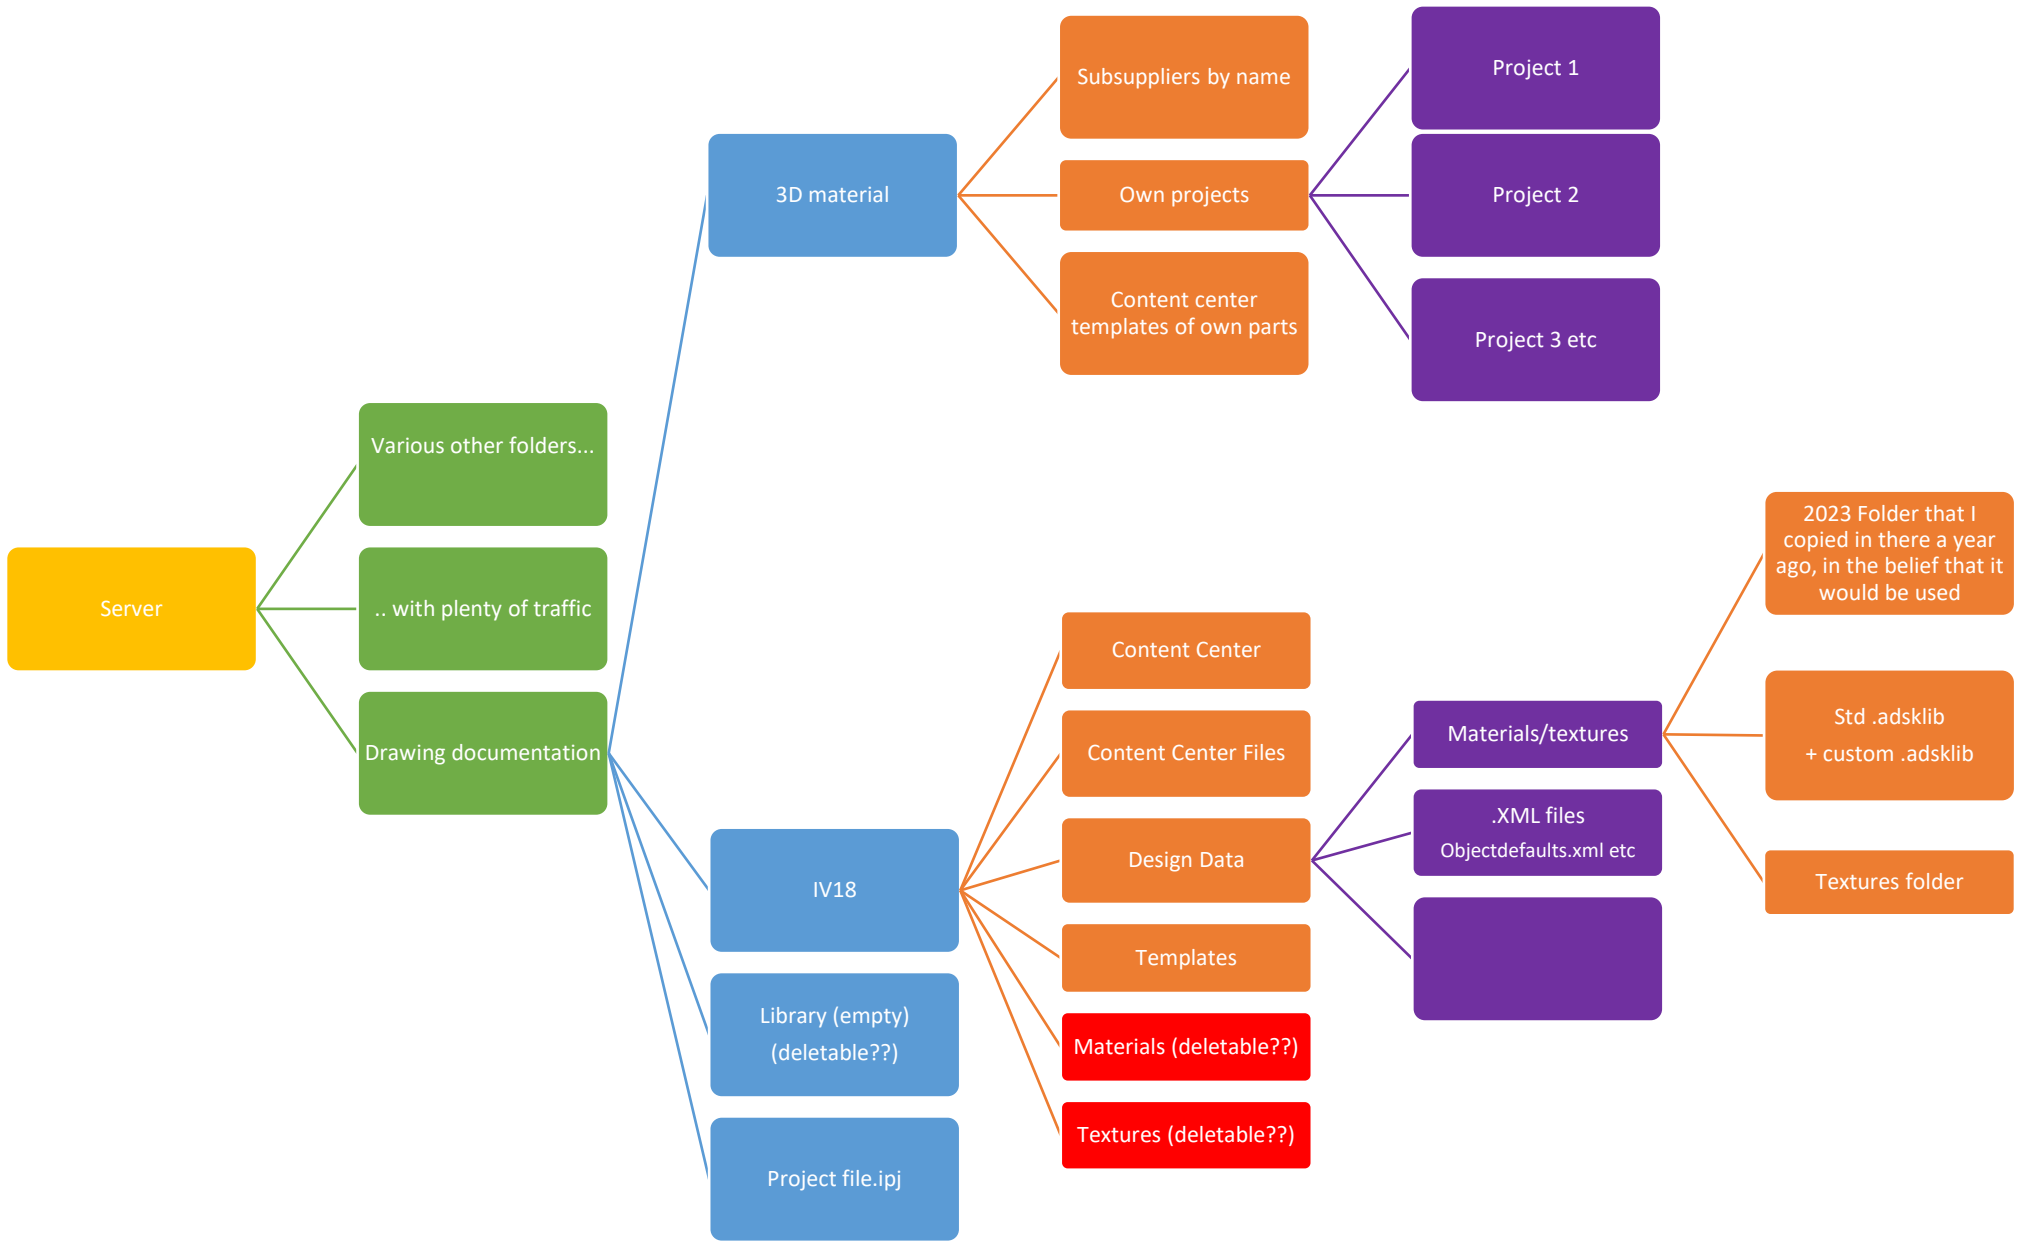 Server
Various other folders...
.. with plenty of traffic
Drawing documentation
3D material
Subsuppliers by name
Own projects
Project 1
Project 2
Project 3 etc
Content center
templates of own parts
IV18
Content Center
Content Center Files
Design Data
Materials/textures
2023 Folder that I
copied in there a year
ago, in the belief that it
would be used
Std .adsklib
+ custom .adsklib
Textures folder
.XML files
Objectdefaults.xml etc
Templates
Materials (deletable??)
Textures (deletable??)
Library (empty)
(deletable??)
Project file.ipj